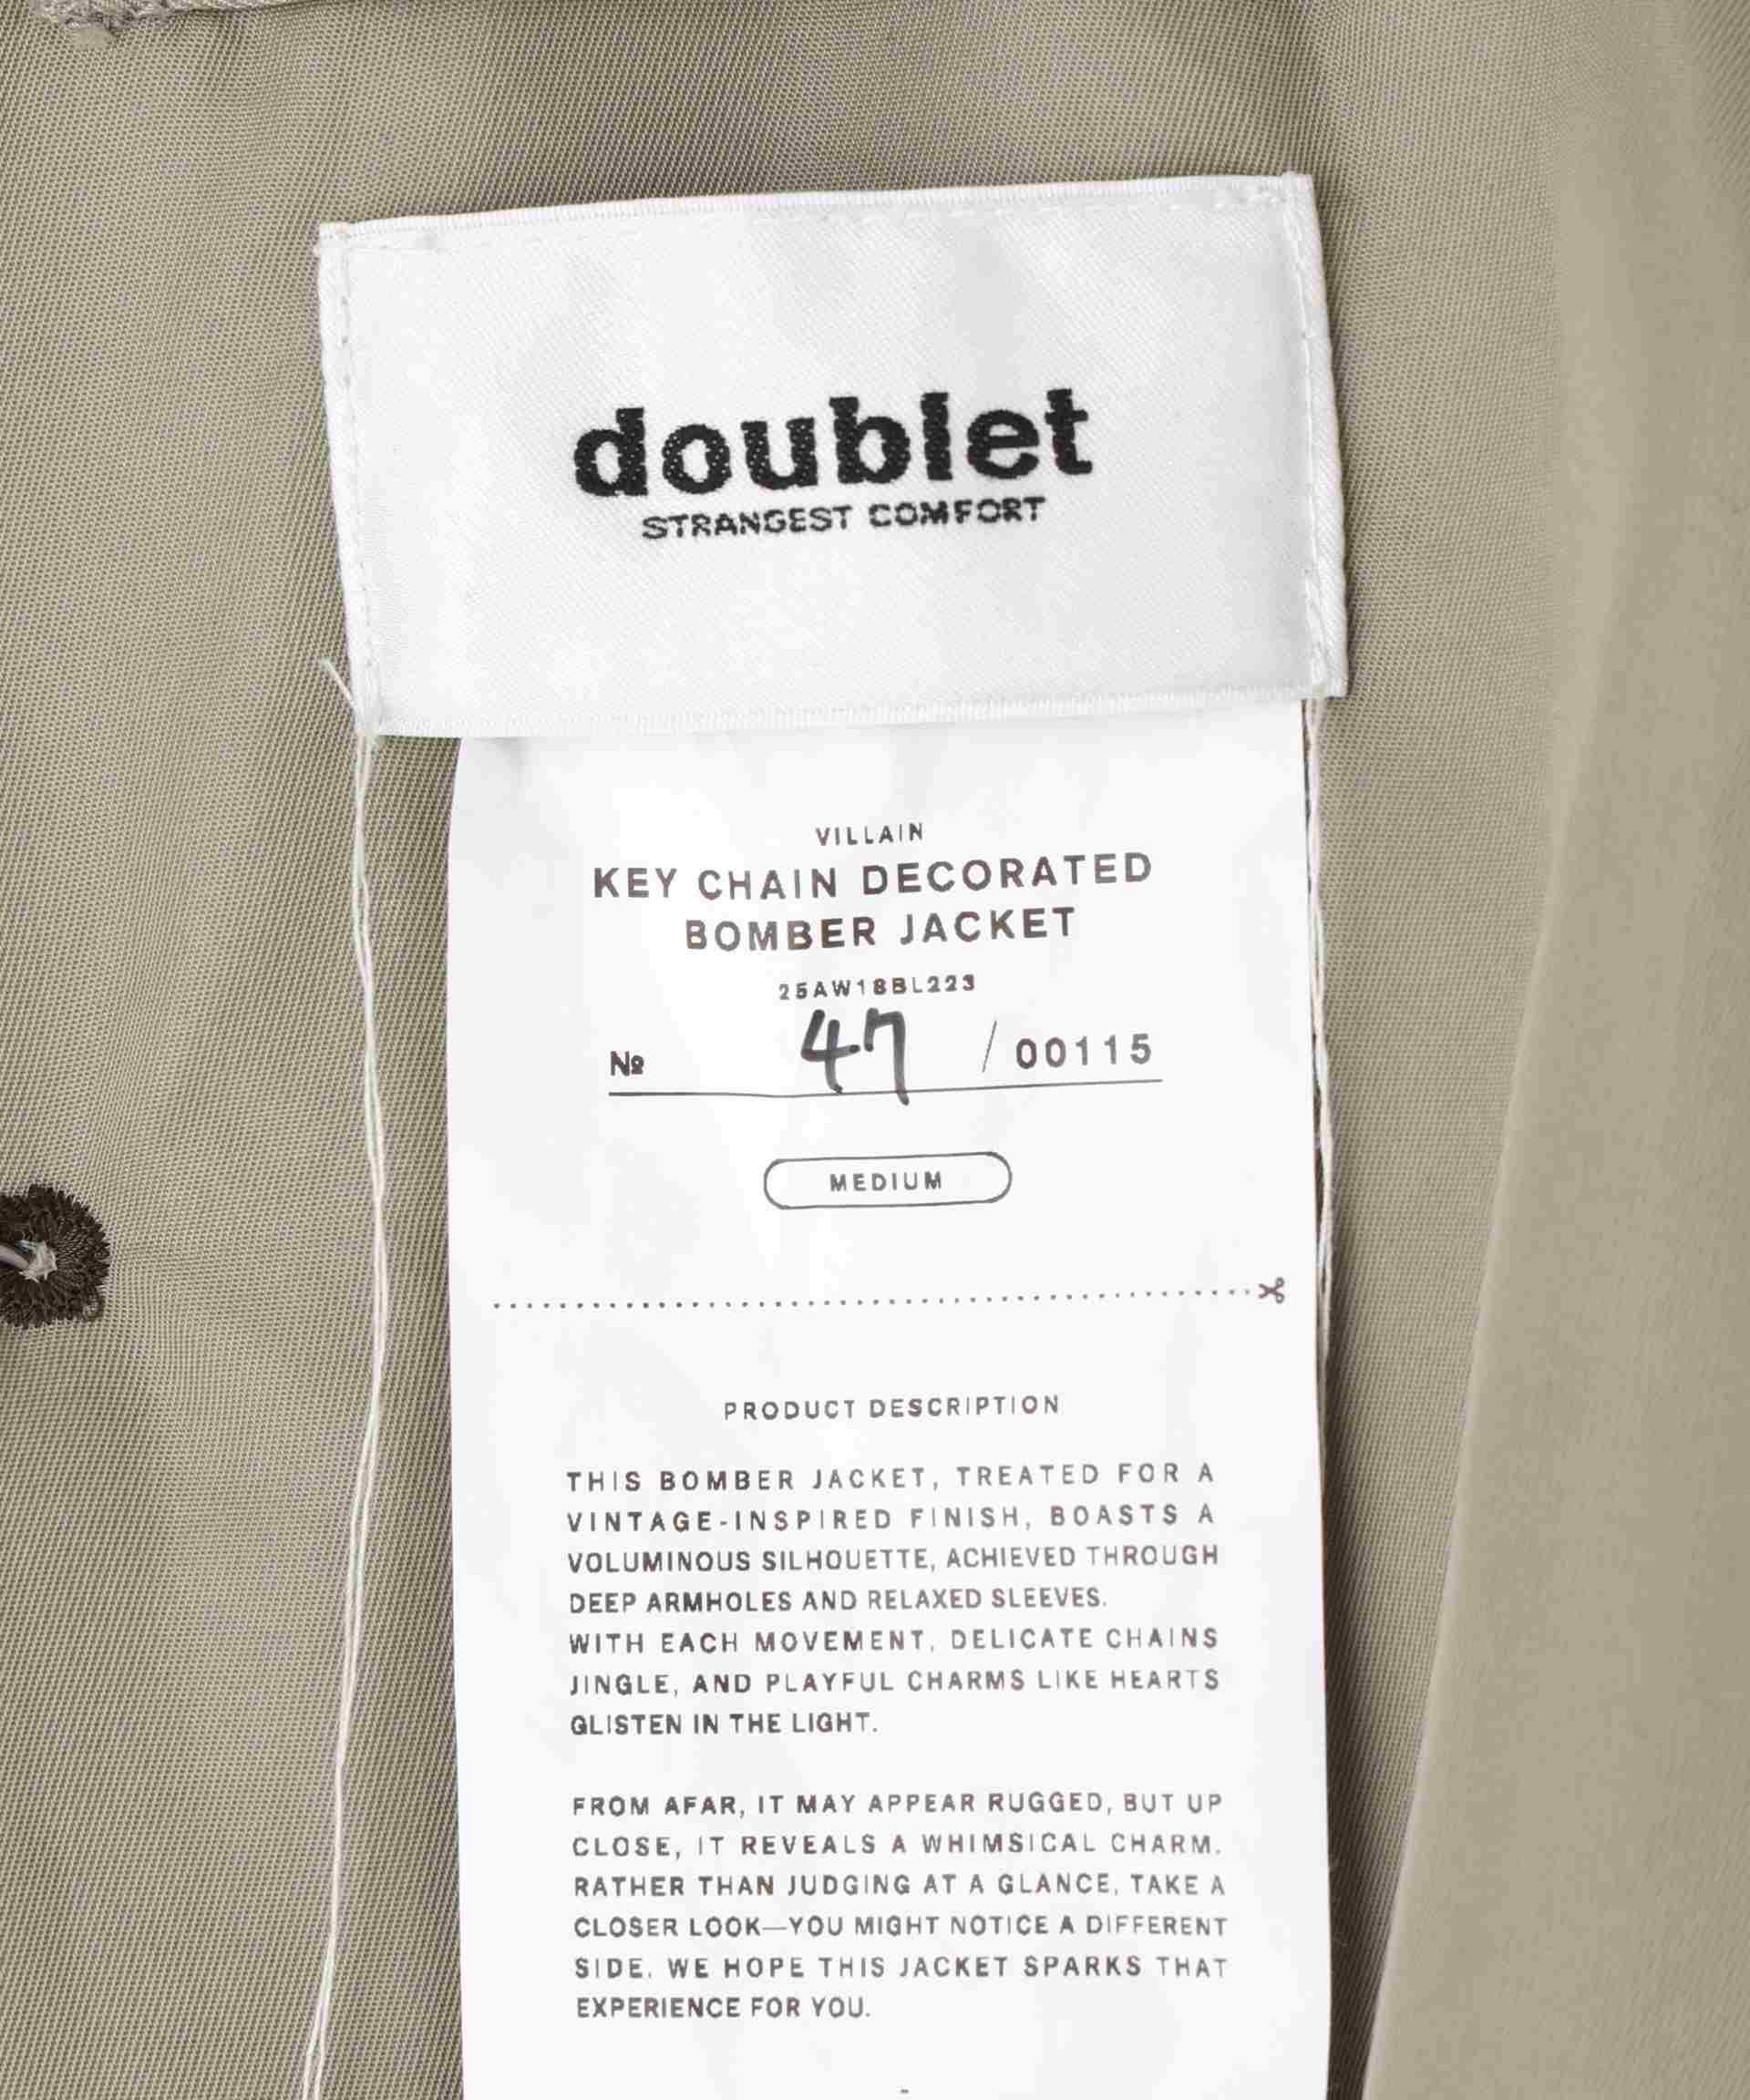 doublet
STRANGEST COMFORT
VILLAIN
KEY CHAIN DECORATED
BOMBER JACKET
25AW18BL223
№ 47 / 00115
MEDIUM
PRODUCT DESCRIPTION
THIS BOMBER JACKET, TREATED FOR A
VINTAGE-INSPIRED FINISH, BOASTS A
VOLUMINOUS SILHOUETTE, ACHIEVED THROUGH
DEEP ARMHOLES AND RELAXED SLEEVES.
WITH EACH MOVEMENT, DELICATE CHAINS
JINGLE, AND PLAYFUL CHARMS LIKE HEARTS
GLISTEN IN THE LIGHT.
FROM AFAR, IT MAY APPEAR RUGGED, BUT UP
CLOSE, IT REVEALS A WHIMSICAL CHARM.
RATHER THAN JUDGING AT A GLANCE, TAKE A
CLOSER LOOK—YOU MIGHT NOTICE A DIFFERENT
SIDE. WE HOPE THIS JACKET SPARKS THAT
EXPERIENCE FOR YOU.